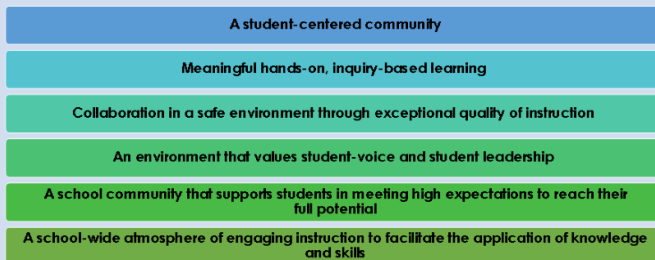 A student-centered community
Meaningful hands-on, inquiry-based learning
Collaboration in a safe environment through exceptional quality of instruction
An environment that values student-voice and student leadership
A school community that supports students in meeting high expectations to reach their
full potential
A school-wide atmosphere of engaging instruction to facilitate the application of knowledge
and skills